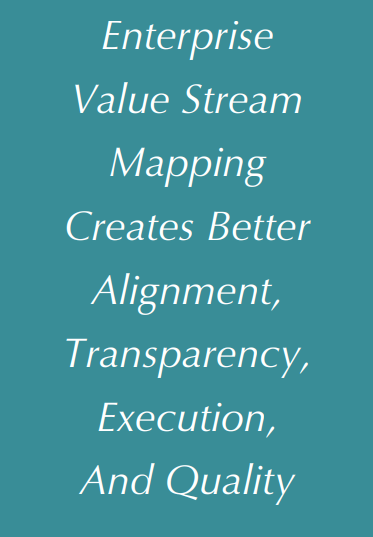 Enterprise
Value Stream
Mapping
Creates Better
Alignment,
Transparency,
Execution,
And Quality